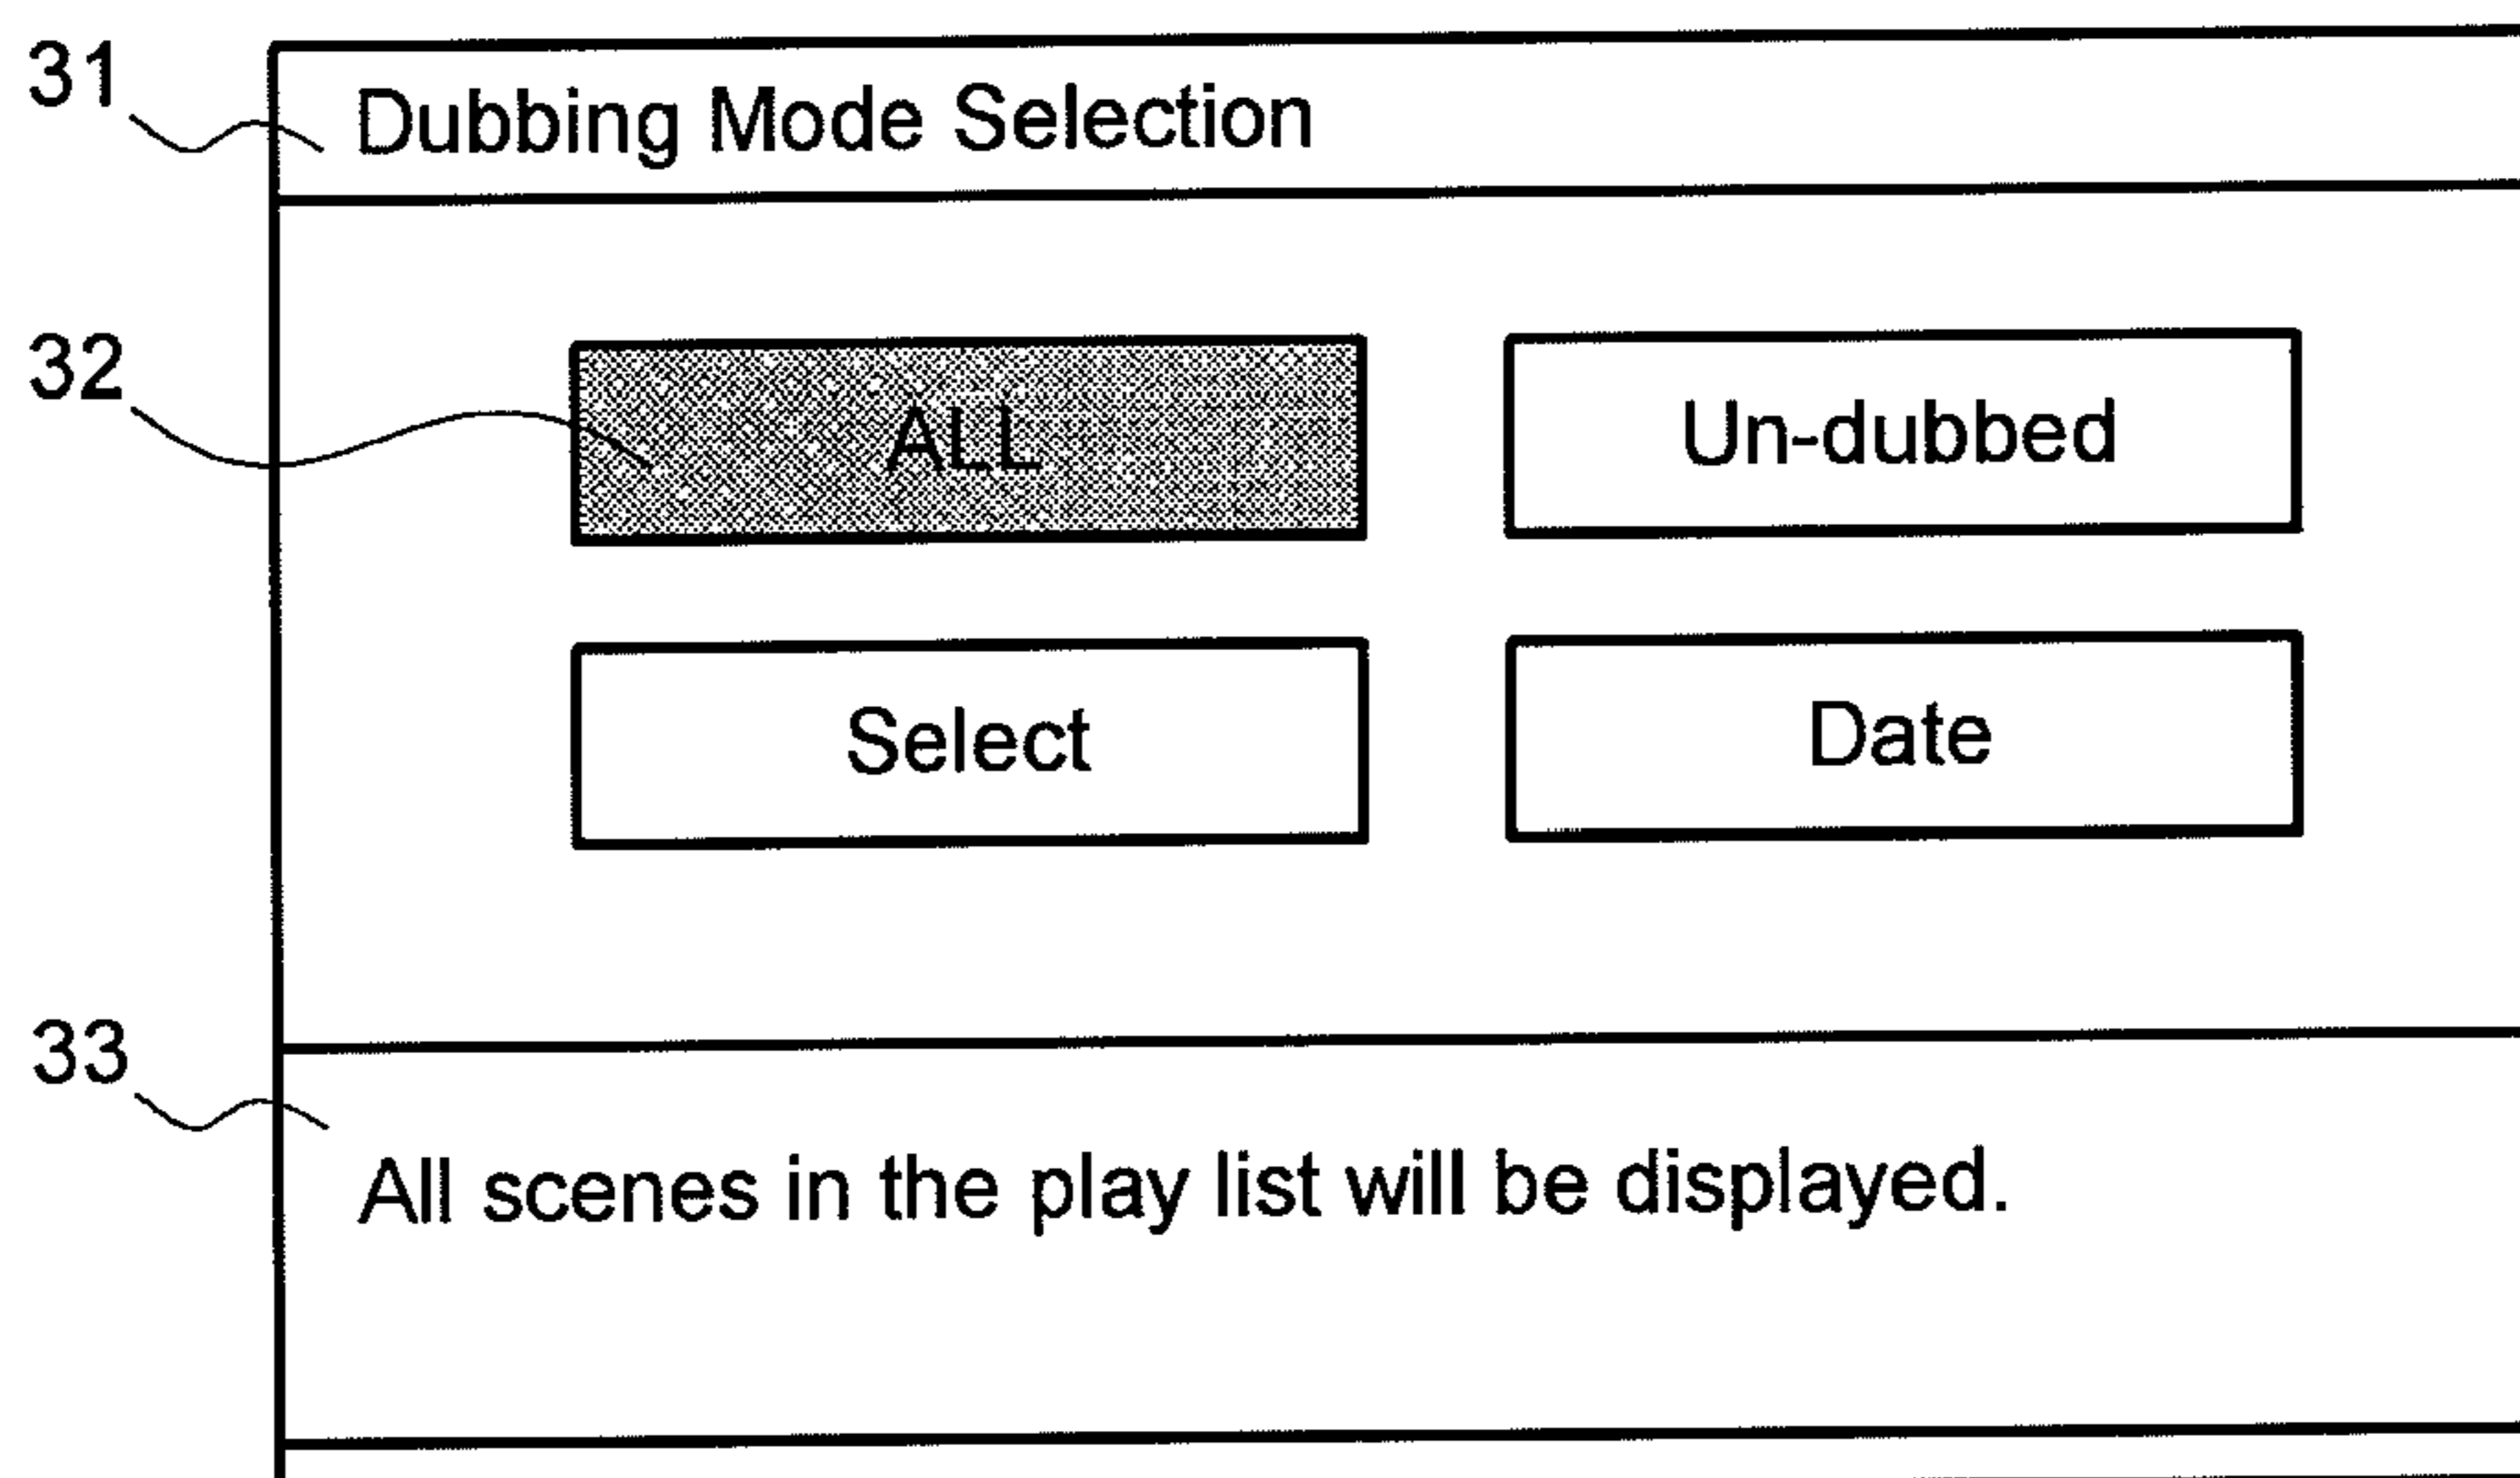 31
Dubbing Mode Selection
32
ALL
Un-dubbed
Select
Date
33
All scenes in the play list will be displayed.